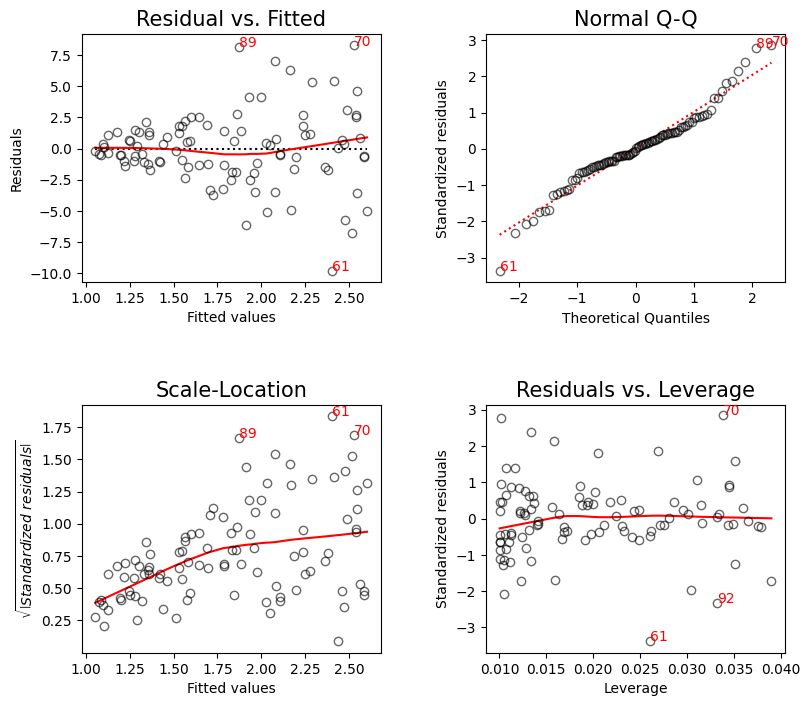 Residual vs. Fitted
Residuals
7.5
5.0
2.5
0.0
−2.5
−5.0
−7.5
−10.0
89
70
61
1.00 1.25 1.50 1.75 2.00 2.25 2.50
Fitted values
Normal Q-Q
Standardized residuals
3
2
1
0
−1
−2
−3
89
70
61
−2 −1 0 1 2
Theoretical Quantiles
Scale-Location
√|Standardized residuals|
1.75
1.50
1.25
1.00
0.75
0.50
0.25
61
89
70
1.00 1.25 1.50 1.75 2.00 2.25 2.50
Fitted values
Residuals vs. Leverage
Standardized residuals
3
2
1
0
−1
−2
−3
70
92
61
0.010 0.015 0.020 0.025 0.030 0.035 0.040
Leverage